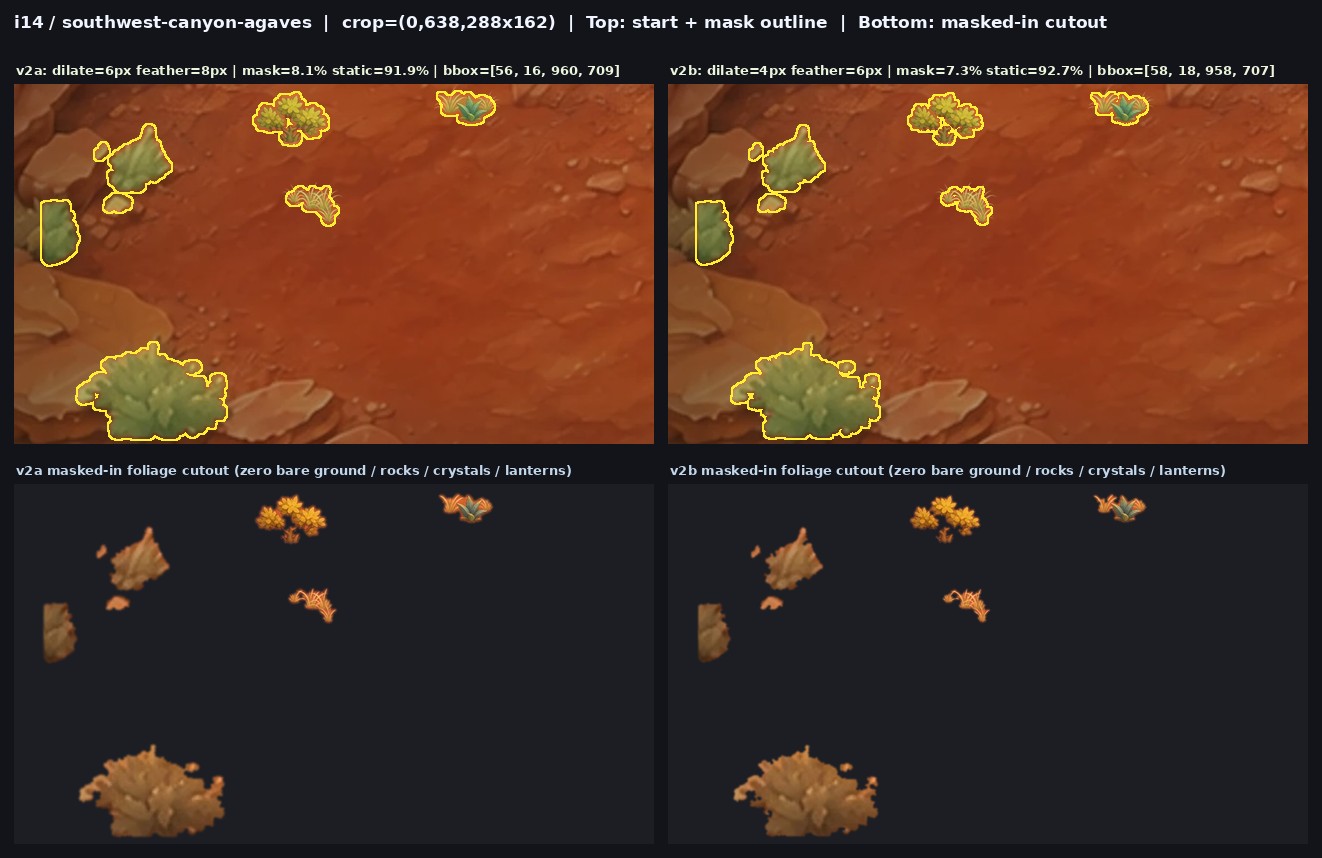 i14 / southwest-canyon-agaves | crop=(0,638,288x162) | Top: start + mask outline | Bottom: masked-in cutout
v2a: dilate=6px feather=8px | mask=8.1% static=91.9% | bbox=[56, 16, 960, 709]
v2b: dilate=4px feather=6px | mask=7.3% static=92.7% | bbox=[58, 18, 958, 707]
v2a masked-in foliage cutout (zero bare ground / rocks / crystals / lanterns)
v2b masked-in foliage cutout (zero bare ground / rocks / crystals / lanterns)